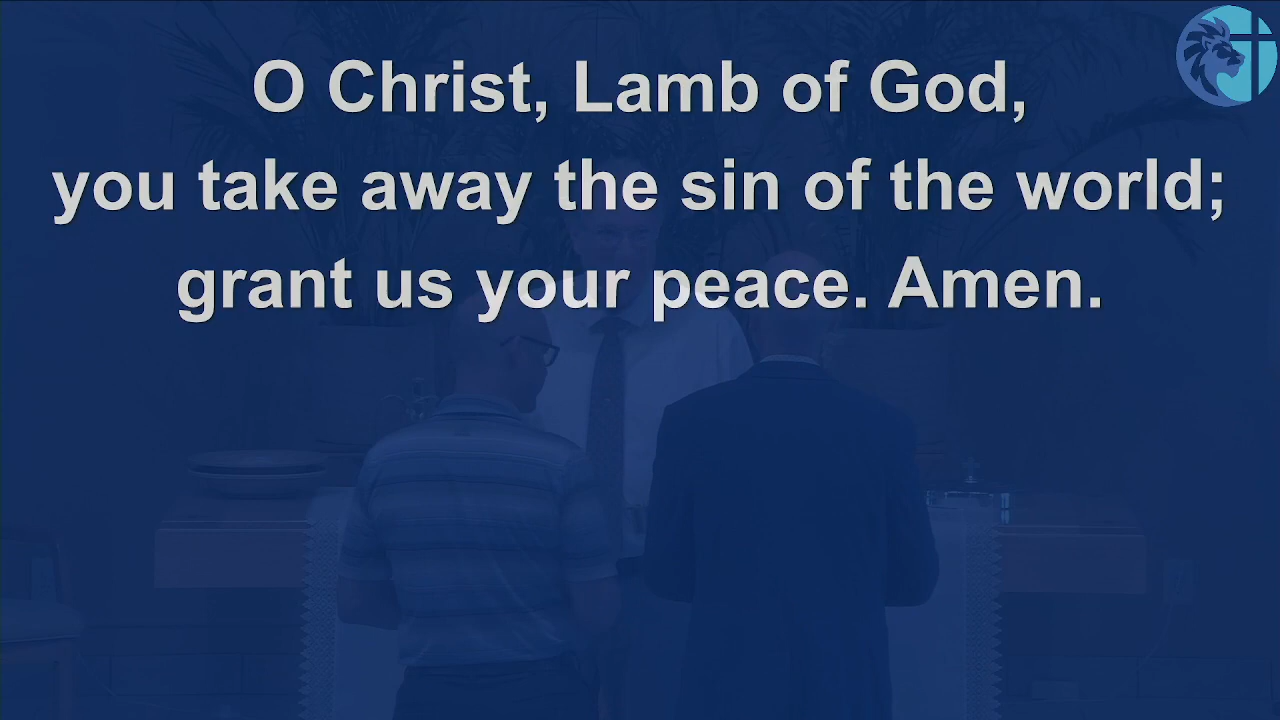 O Christ, Lamb of God,
you take away the sin of the world;
grant us your peace. Amen.